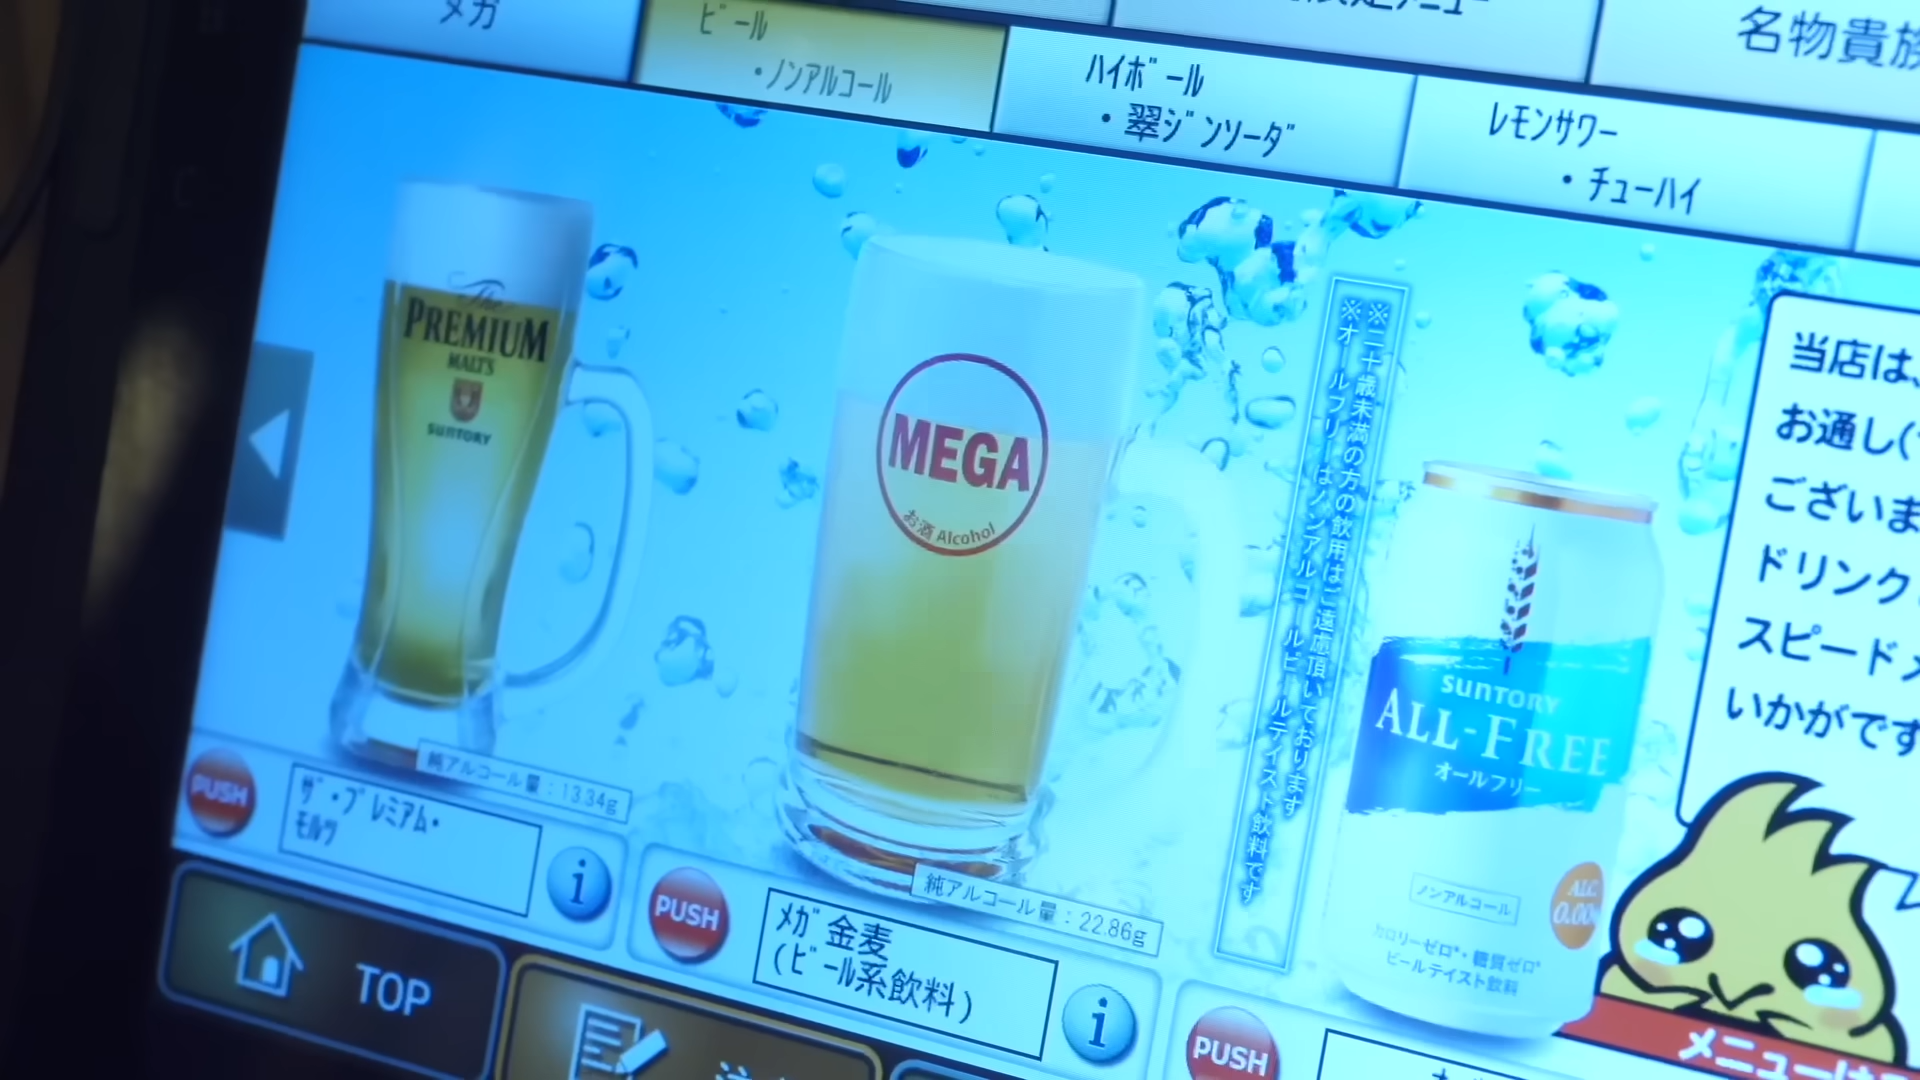 メガ
ビール
・ノンアルコール
ハイボール
・翠ジンソーダ
レモンサワー
・チューハイ
名物貴族
The
PREMIUM
MALT'S
SUNTORY
MEGA
お酒 Alcohol
※二十歳未満の方の飲用はご遠慮頂いております
※オールフリーはノンアルコールビールテイスト飲料です
SUNTORY
ALL-FREE
オールフリー
ノンアルコール
ALC.
0.00%
カロリーゼロ*・糖質ゼロ*
ビールテイスト飲料
当店は、
お通し(
ございま
ドリンク
スピードメ
いかがです
純アルコール量：13.34g
PUSH
ザ・プレミアム・
モルツ
i
純アルコール量：22.86g
PUSH
メガ金麦
(ビール系飲料)
i
PUSH
メニューは
TOP